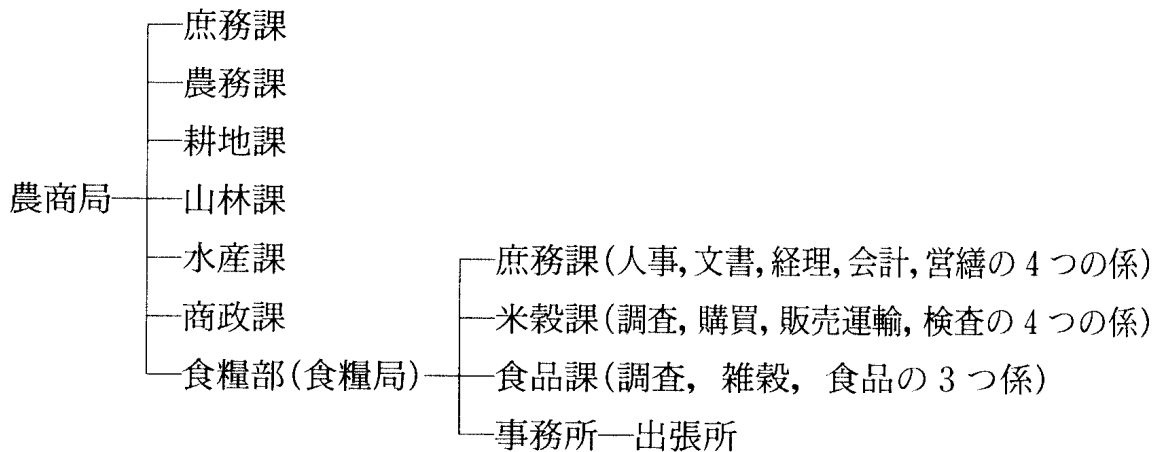 庶務課
農務課
耕地課
農商局
山林課
水産課
庶務課(人事,文書,経理,会計,営繕の4つの係)
商政課
米穀課(調査,購買,販売運輸,検査の4つの係)
食糧部(食糧局)
食品課(調査, 雑穀, 食品の3つ係)
事務所―出張所